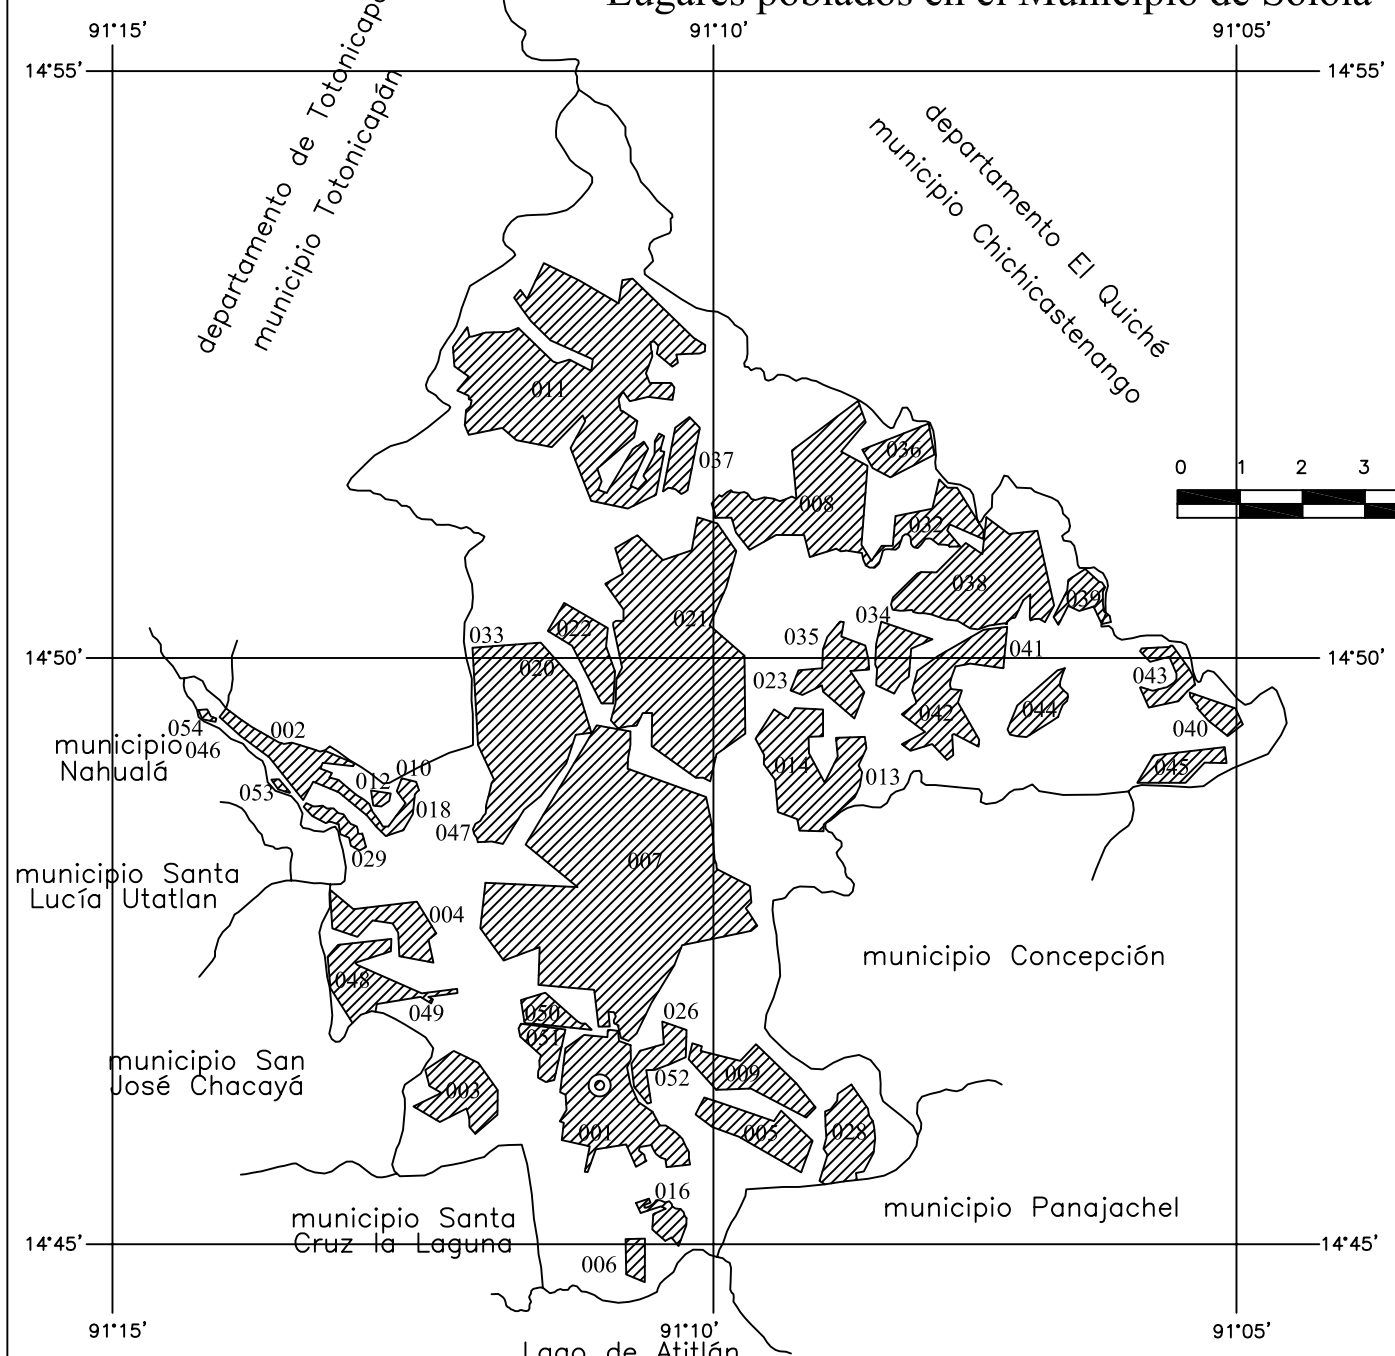 Lugares poblados en el Municipio de Sololá
91°15' 91°10' 91°05'
14°55' 14°55'
departamento de Totonicapá
municipio Totonicapán
departamento El Quiché
municipio Chichicastenango
011
037
036
008
032
0 1 2 3
038
039
034
021
022
035
033
041
14°50' 14°50'
020
023
043
054
002
042
044
040
046
municipio
Nahualá
014
045
010
012
013
053
018
047
029
007
municipio Santa
Lucía Utatlan
004
municipio Concepción
048
049
050
026
051
municipio San
José Chacayá
052
009
003
001
005
028
016
municipio Panajachel
municipio Santa
Cruz la Laguna
14°45' 14°45'
006
91°15' 91°10' 91°05'
Lago de Atitlán